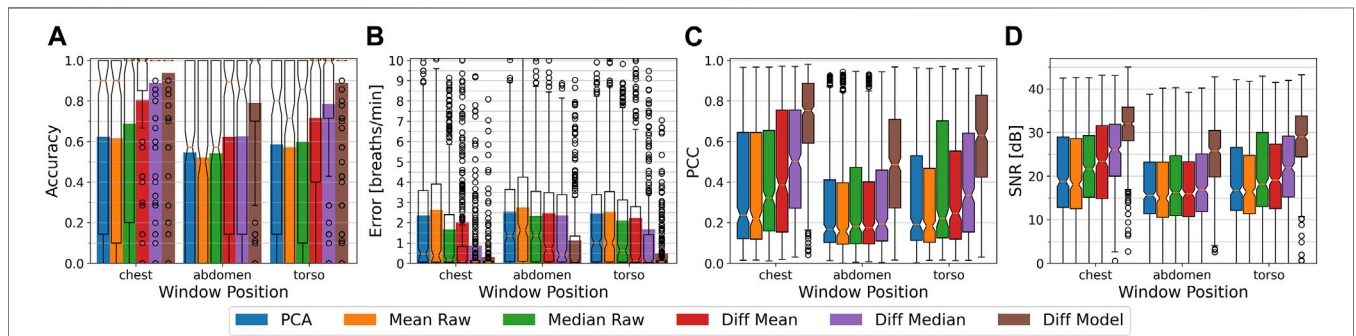 A
B
C
D
Accuracy
1.0
0.8
0.6
0.4
0.2
0.0
chest
abdomen
torso
Window Position
Error [breaths/min]
10
9
8
7
6
5
4
3
2
1
0
chest
abdomen
torso
Window Position
PCC
1.0
0.8
0.6
0.4
0.2
0.0
chest
abdomen
torso
Window Position
SNR [dB]
40
30
20
10
0
chest
abdomen
torso
Window Position
PCA
Mean Raw
Median Raw
Diff Mean
Diff Median
Diff Model